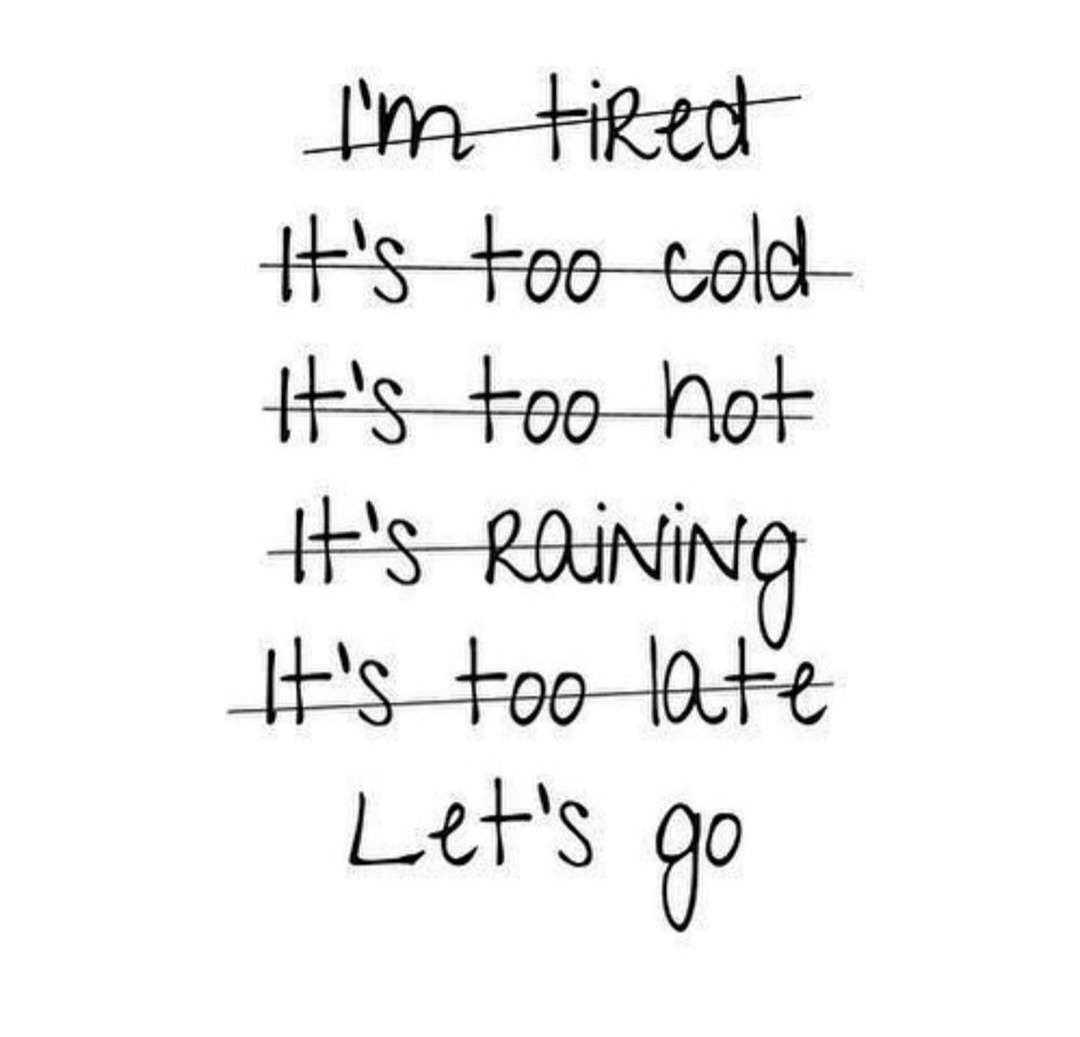 I'm tired
It's too cold
It's too hot
It's raining
It's too late
Let's go